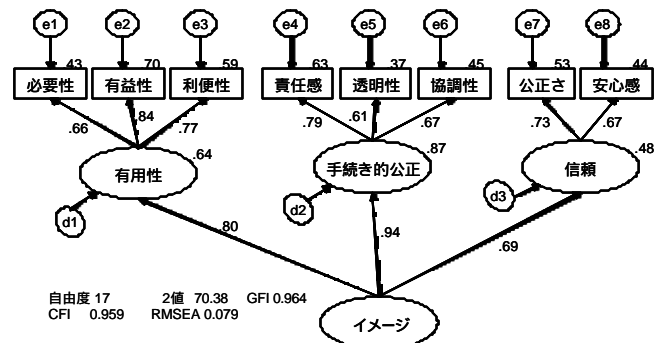 e1 e2 e3 e4 e5 e6 e7 e8
43 70 59 63 37 45 53 44
必要性 有益性 利便性 責任感 透明性 協調性 公正さ 安心感
.66 .84 .77 .79 .61 .67 .73 .67
.64 .87 .48
有用性 手続き的公正 信頼
d1 d2 d3
.80 .94 .69
自由度 17 2値 70.38 GFI 0.964
CFI 0.959 RMSEA 0.079
イメージ